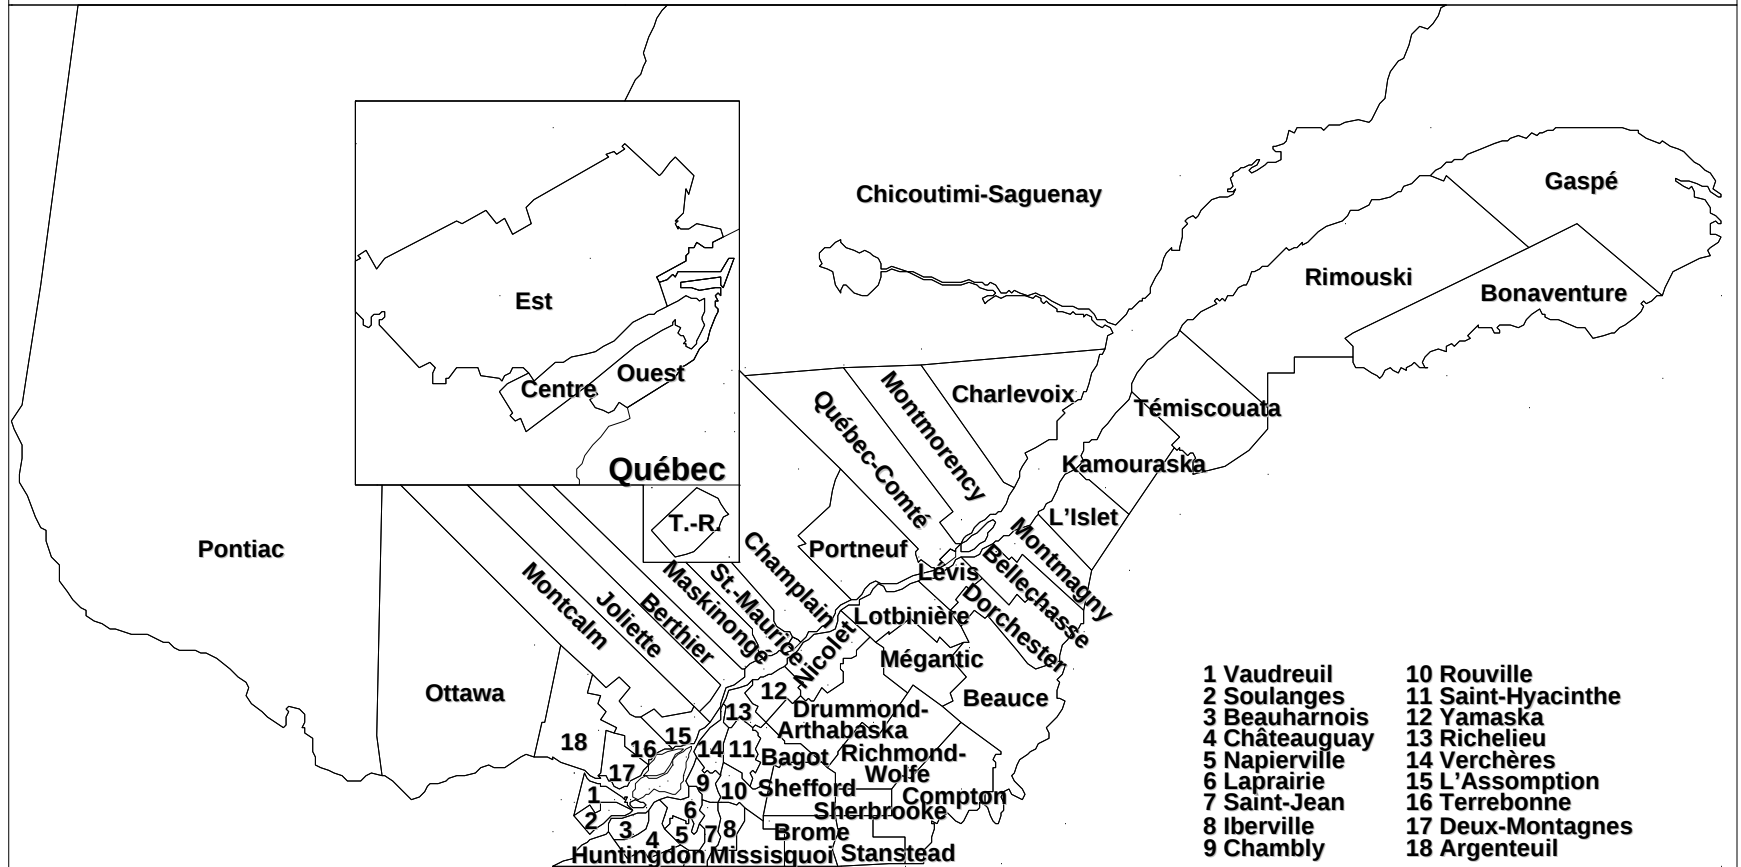 Gaspé
Chicoutimi-Saguenay
Rimouski
Bonaventure
Est
Ouest
Centre
Québec
T.-R.
Charlevoix
Montmorency
Québec-Comté
Témiscouata
Kamouraska
L’Islet
Montmagny
Bellechasse
Dorchester
Lévis
Portneuf
Champlain
St.-Maurice
Maskinongé
Berthier
Joliette
Montcalm
Pontiac
Ottawa
Lotbinière
Nicolet
Mégantic
Beauce
12
13
Drummond-
Arthabaska
18
15
16
14
11
Bagot
Richmond-
Wolfe
17
9
10
Shefford
Compton
1
6
Sherbrooke
2
3
4
5
7
8
Brome
Huntingdon
Missisquoi
Stanstead
1 Vaudreuil
2 Soulanges
3 Beauharnois
4 Châteauguay
5 Napierville
6 Laprairie
7 Saint-Jean
8 Iberville
9 Chambly
10 Rouville
11 Saint-Hyacinthe
12 Yamaska
13 Richelieu
14 Verchères
15 L’Assomption
16 Terrebonne
17 Deux-Montagnes
18 Argenteuil